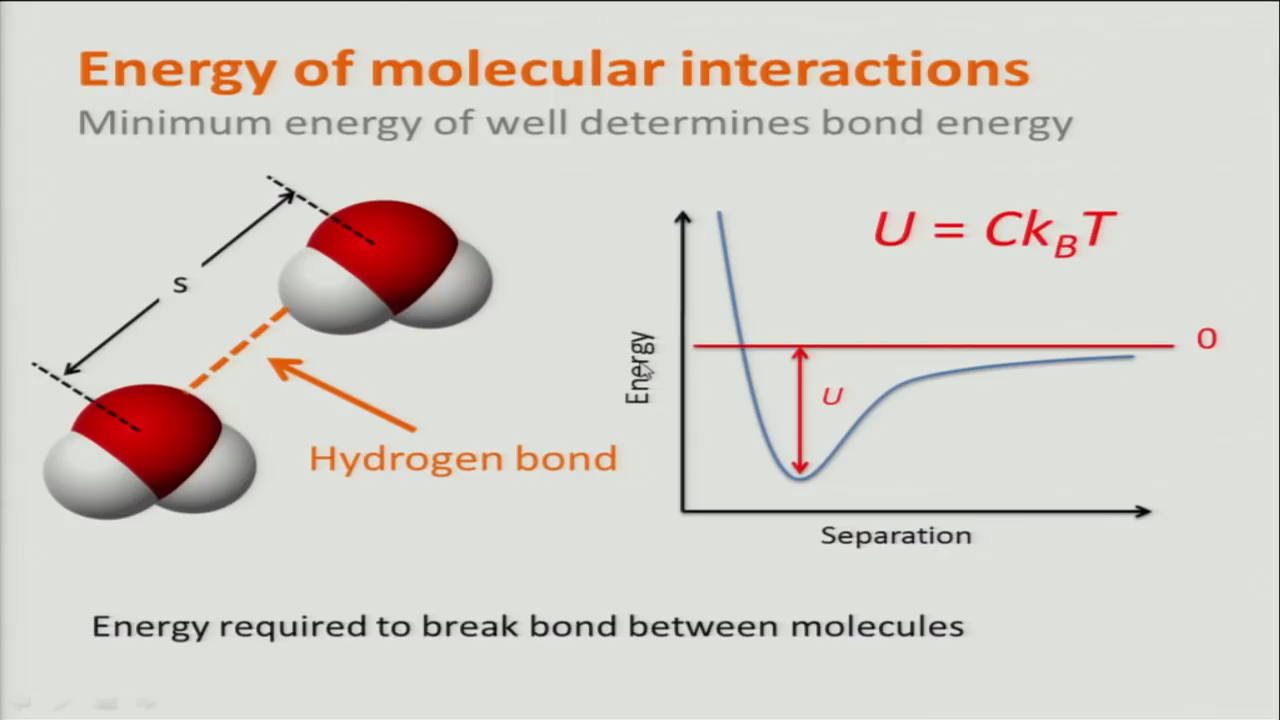 Energy of molecular interactions
Minimum energy of well determines bond energy
s
Hydrogen bond
U = Ck_BT
0
U
Energy
Separation
Energy required to break bond between molecules